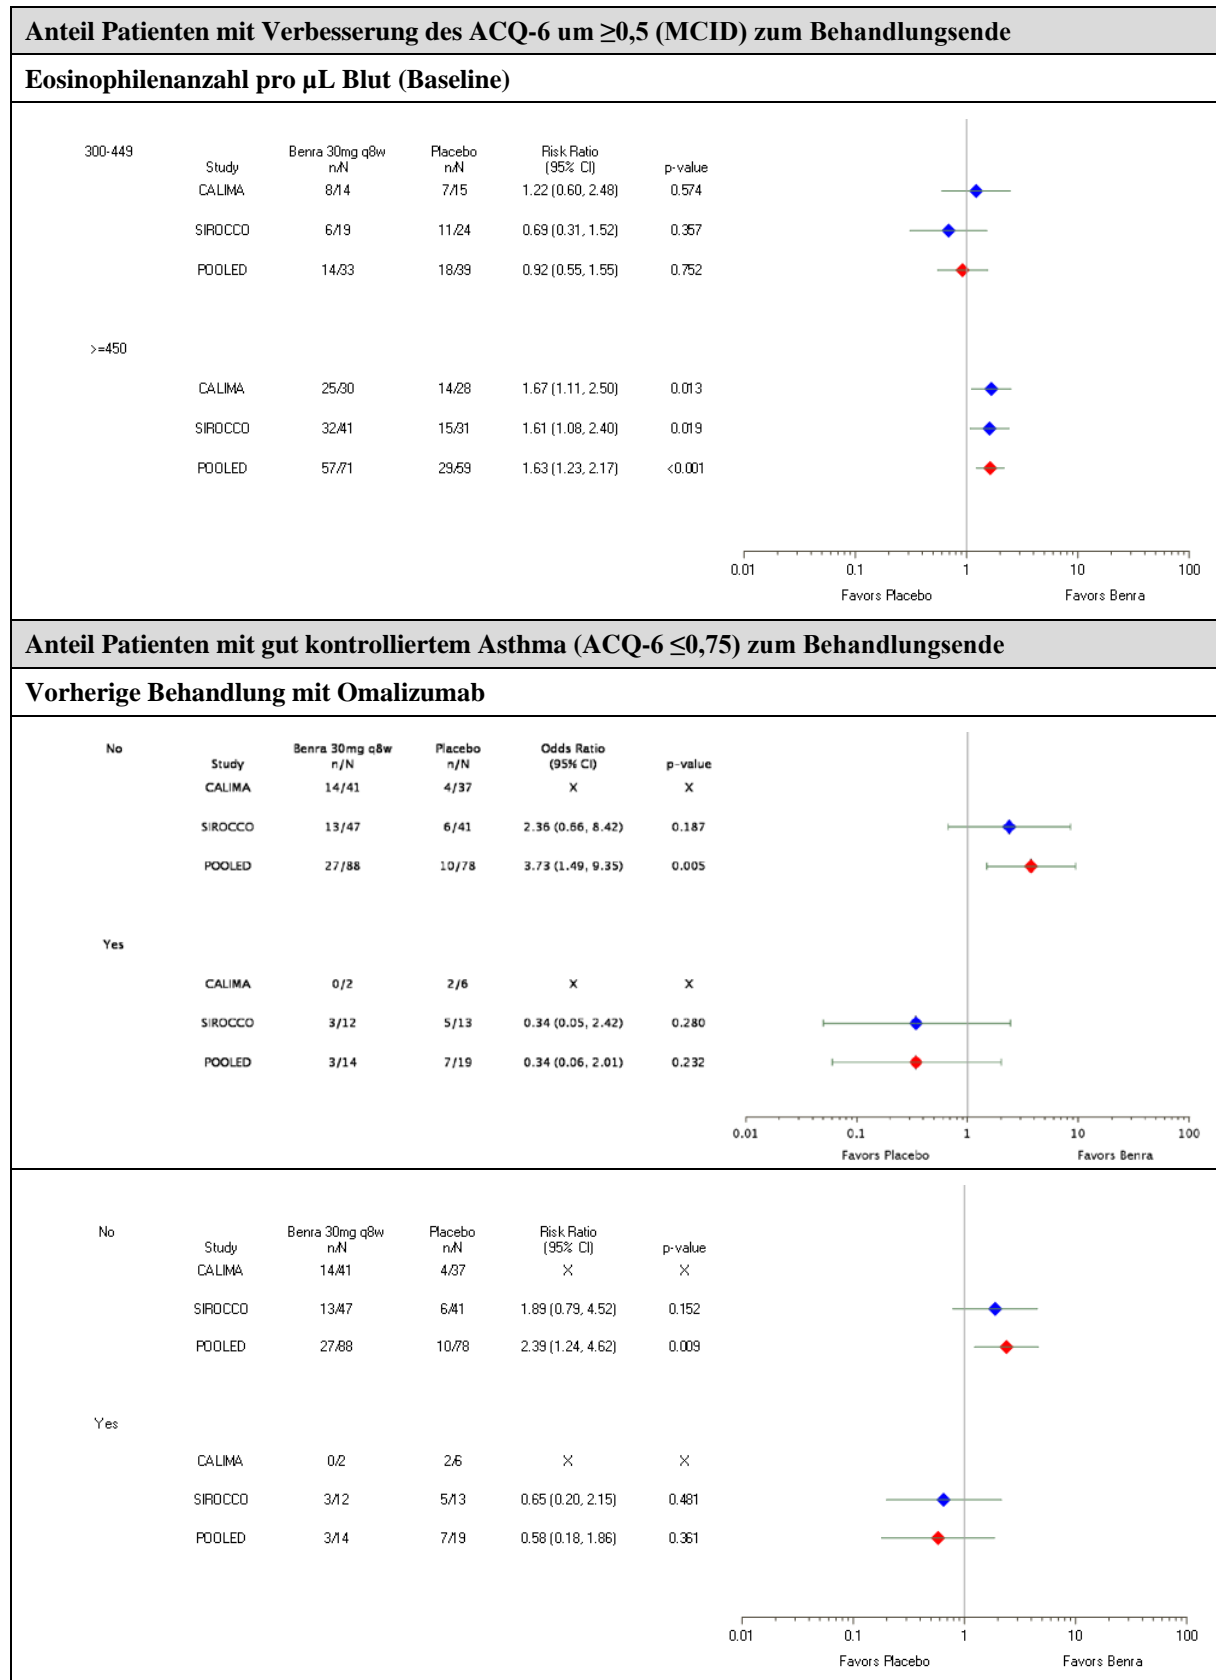 Anteil Patienten mit Verbesserung des ACQ-6 um ≥0,5 (MCID) zum Behandlungsende
Eosinophilenanzahl pro µL Blut (Baseline)
300-449 Study Benra 30mg q8w n/N Placebo n/N Risk Ratio (95% CI) p-value
CALIMA 8/14 7/15 1.22 (0.60, 2.48) 0.574
SIROCCO 6/19 11/24 0.69 (0.31, 1.52) 0.357
POOLED 14/33 18/39 0.92 (0.55, 1.55) 0.752
>=450
CALIMA 25/30 14/28 1.67 (1.11, 2.50) 0.013
SIROCCO 32/41 15/31 1.61 (1.08, 2.40) 0.019
POOLED 57/71 29/59 1.63 (1.23, 2.17) <0.001
0.01 0.1 1 10 100
Favors Placebo Favors Benra
Anteil Patienten mit gut kontrolliertem Asthma (ACQ-6 ≤0,75) zum Behandlungsende
Vorherige Behandlung mit Omalizumab
No Study Benra 30mg q8w n/N Placebo n/N Odds Ratio (95% CI) p-value
CALIMA 14/41 4/37 X X
SIROCCO 13/47 6/41 2.36 (0.66, 8.42) 0.187
POOLED 27/88 10/78 3.73 (1.49, 9.35) 0.005
Yes
CALIMA 0/2 2/6 X X
SIROCCO 3/12 5/13 0.34 (0.05, 2.42) 0.280
POOLED 3/14 7/19 0.34 (0.06, 2.01) 0.232
0.01 0.1 1 10 100
Favors Placebo Favors Benra
No Study Benra 30mg q8w n/N Placebo n/N Risk Ratio (95% CI) p-value
CALIMA 14/41 4/37 X X
SIROCCO 13/47 6/41 1.89 (0.79, 4.52) 0.152
POOLED 27/88 10/78 2.39 (1.24, 4.62) 0.009
Yes
CALIMA 0/2 2/6 X X
SIROCCO 3/12 5/13 0.65 (0.20, 2.15) 0.481
POOLED 3/14 7/19 0.58 (0.18, 1.86) 0.361
0.01 0.1 1 10 100
Favors Placebo Favors Benra